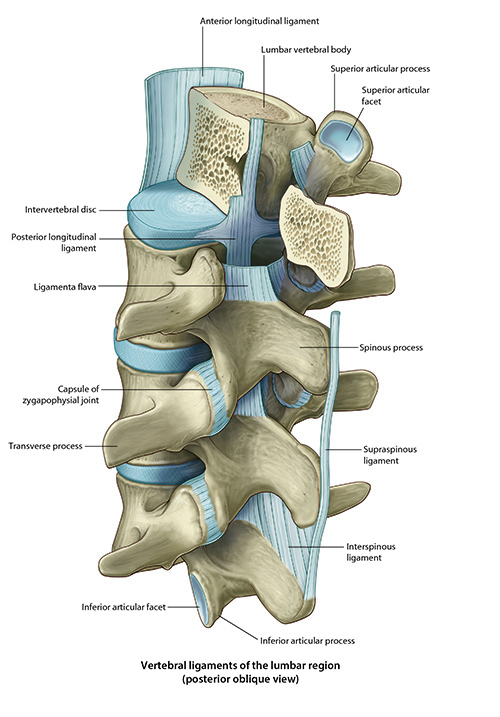 Anterior longitudinal ligament
Lumbar vertebral body
Superior articular process
Superior articular
facet
Intervertebral disc
Posterior longitudinal
ligament
Ligamenta flava
Spinous process
Capsule of
zygapophysial joint
Transverse process
Supraspinous
ligament
Interspinous
ligament
Inferior articular facet
Inferior articular process
Vertebral ligaments of the lumbar region
(posterior oblique view)